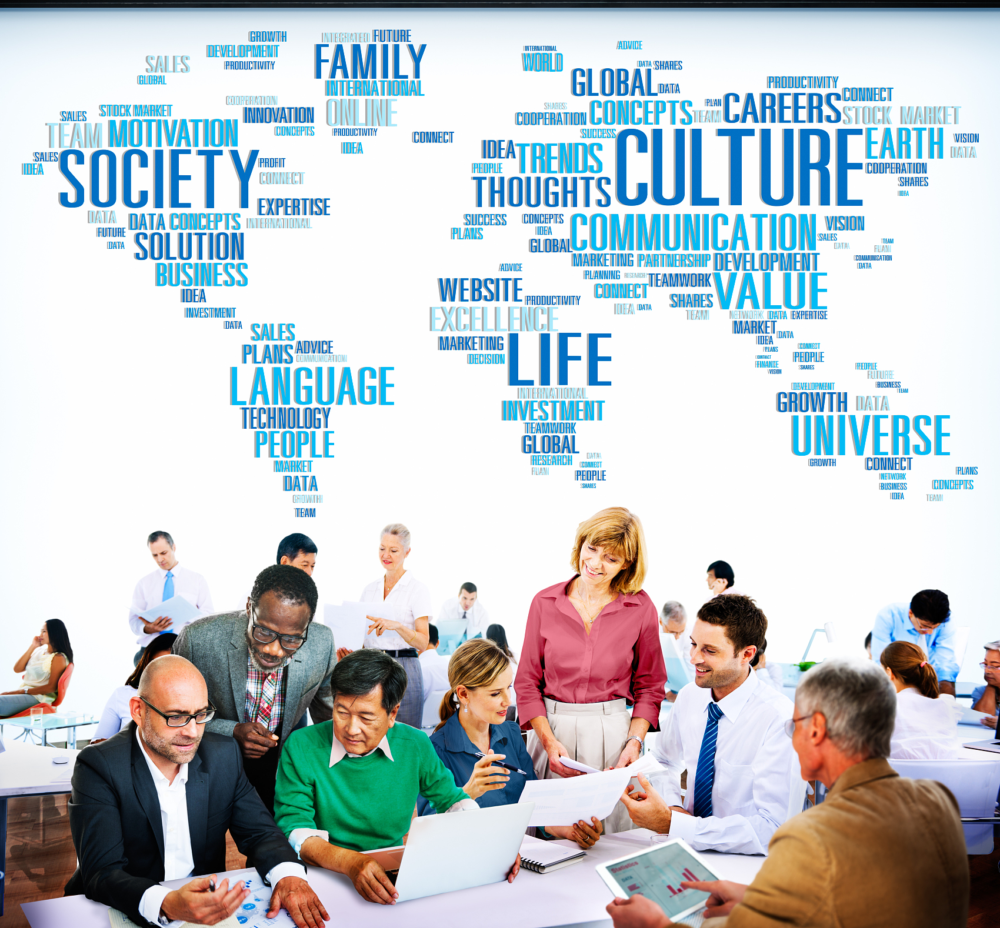 GROWTH
DEVELOPMENT
PRODUCTIVITY
SALES
GLOBAL
INTEGRATED FUTURE
FAMILY
INTERNATIONAL
ONLINE
PRODUCTIVITY
IDEA
COOPERATION
INNOVATION
CONCEPTS
CONNECT
SALES
STOCK MARKET
TEAM MOTIVATION
SALES
IDEA
SOCIETY
PROFIT
CONNECT
EXPERTISE
INTERNATIONAL
DATA
DATA CONCEPTS
FUTURE
DATA
SOLUTION
BUSINESS
IDEA
INVESTMENT
DATA
SALES
PLANS
ADVICE
COMMUNICATION
LANGUAGE
TECHNOLOGY
PEOPLE
MARKET
DATA
GROWTH
TEAM
INTERNATIONAL
WORLD
ADVICE
DATA SHARES
GLOBAL DATA
SHARES
COOPERATION CONCEPTS
PLAN
TEAM
SUCCESS
PRODUCTIVITY
CAREERS CONNECT
STOCK MARKET
IDEA TRENDS
PEOPLE
THOUGHTS
CULTURE
EARTH
VISION
DATA
COOPERATION
SHARES
IDEA
SUCCESS
PLANS
CONCEPTS
IDEA
GLOBAL
COMMUNICATION
VISION
SALES
DATA
TEAM
PLAN
COMMUNICATION
DATA
MARKETING PARTNERSHIP DEVELOPMENT
PLANNING RESEARCH TEAMWORK
CONNECT
IDEA DATA
SHARES
TEAM
VALUE
NETWORK DATA EXPERTISE
MARKET
DATA
IDEA
PLANS
CONTRACT
FINANCE
VISION
CONNECT
PEOPLE
SHARES
ADVICE
WEBSITE
PRODUCTIVITY
EXCELLENCE
MARKETING
DECISION
LIFE
INTERNATIONAL
INVESTMENT
TEAMWORK
GLOBAL
RESEARCH
PLAN
DATA
CONNECT
PEOPLE
SHARES
PEOPLE
FUTURE
BUSINESS
TEAM
DEVELOPMENT
GROWTH DATA
UNIVERSE
GROWTH
CONNECT
NETWORK
BUSINESS
IDEA
PLANS
CONCEPTS
TEAM
Statistics
DATA